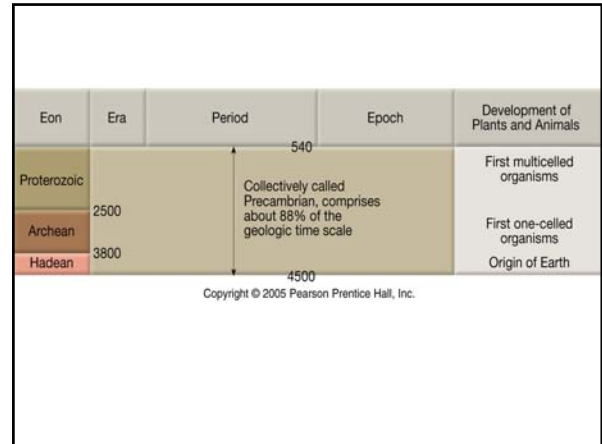 Eon Era Period Epoch Development of
Plants and Animals
540
Proterozoic
2500
Archean
3800
Hadean
Collectively called
Precambrian, comprises
about 88% of the
geologic time scale
4500
First multicelled
organisms
First one-celled
organisms
Origin of Earth
Copyright © 2005 Pearson Prentice Hall, Inc.